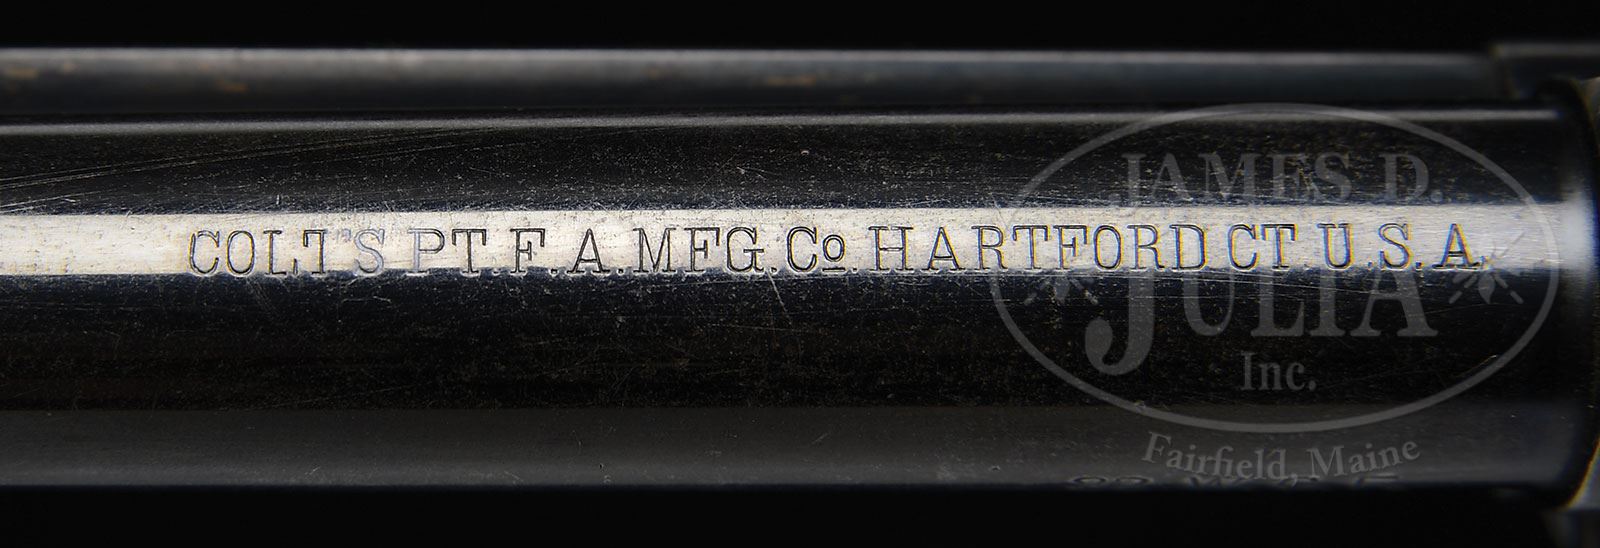 COLT'S PT. F. A. MFG. Co. HARTFORD CT U.S.A.
JAMES D.
JULIA
Inc.
Fairfield, Maine